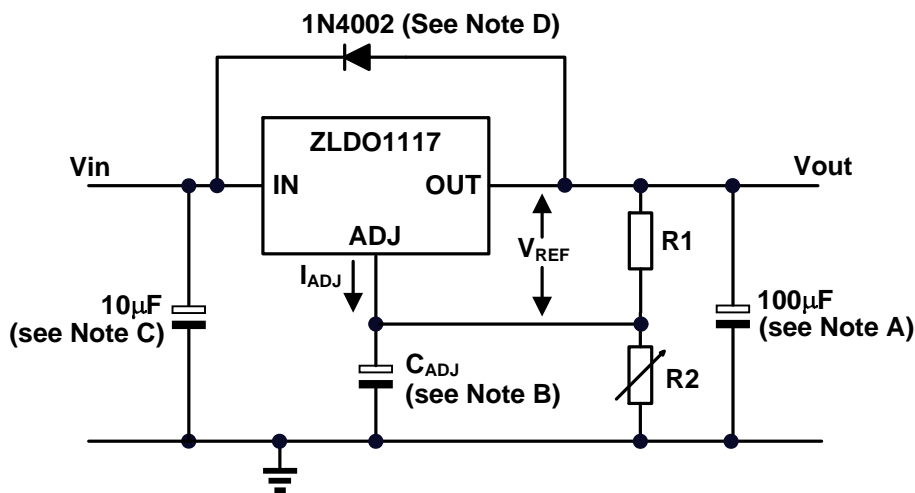 1N4002 (See Note D)
ZLDO1117
Vin
IN
OUT
Vout
ADJ
VREF
R1
IADJ
10μF
(see Note C)
100μF
(see Note A)
CADJ
(see Note B)
R2